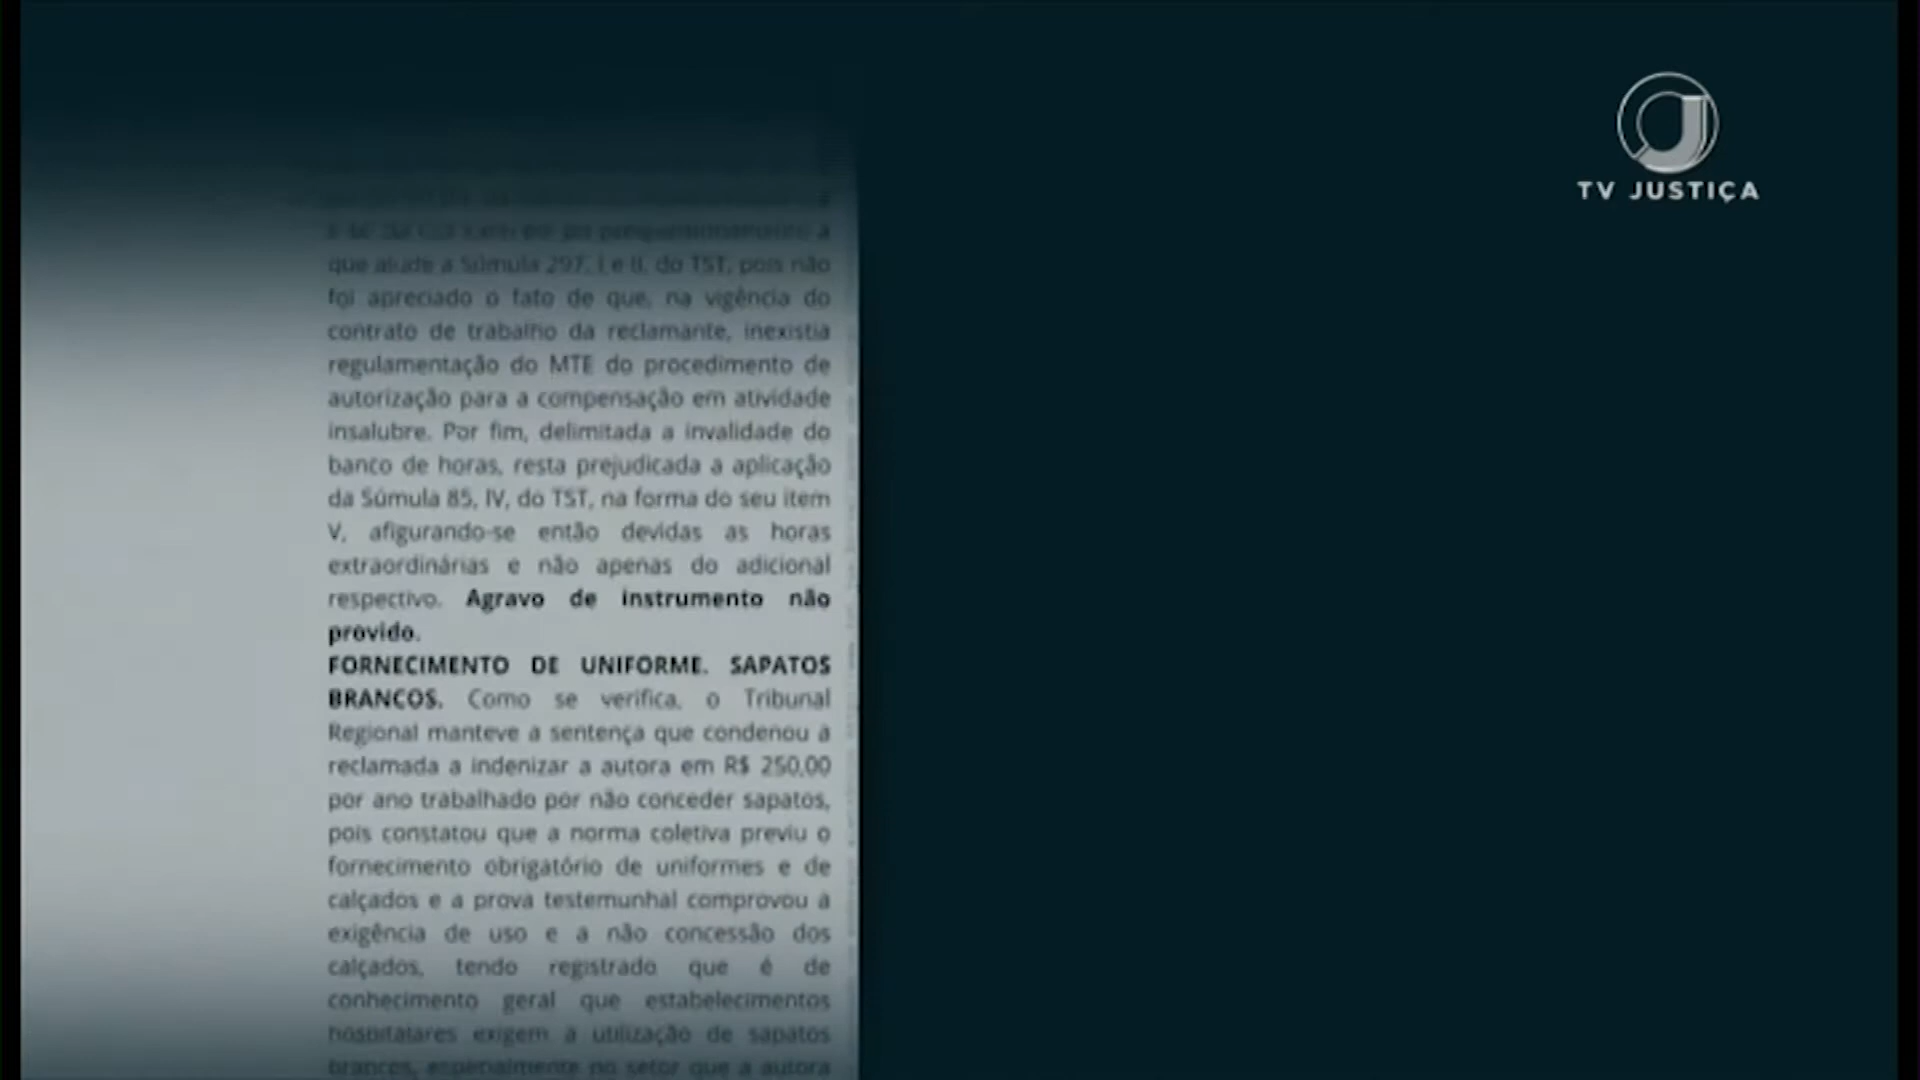 TV JUSTIÇA
que alude a Súmula 297, I e II, do TST, pois não
foi apreciado o fato de que, na vigência do
contrato de trabalho da reclamante, inexistia
regulamentação do MTE do procedimento de
autorização para a compensação em atividade
insalubre. Por fim, delimitada a invalidade do
banco de horas, resta prejudicada a aplicação
da Súmula 85, IV, do TST, na forma do seu item
V, afigurando-se então devidas as horas
extraordinárias e não apenas do adicional
respectivo. Agravo de instrumento não
provido.
FORNECIMENTO DE UNIFORME. SAPATOS
BRANCOS. Como se verifica, o Tribunal
Regional manteve a sentença que condenou a
reclamada a indenizar a autora em R$ 250,00
por ano trabalhado por não conceder sapatos,
pois constatou que a norma coletiva previu o
fornecimento obrigatório de uniformes e de
calçados e a prova testemunhal comprovou a
exigência de uso e a não concessão dos
calçados, tendo registrado que é de
conhecimento geral que estabelecimentos
hospitalares exigem a utilização de sapatos
brancos, especialmente no setor que a autora